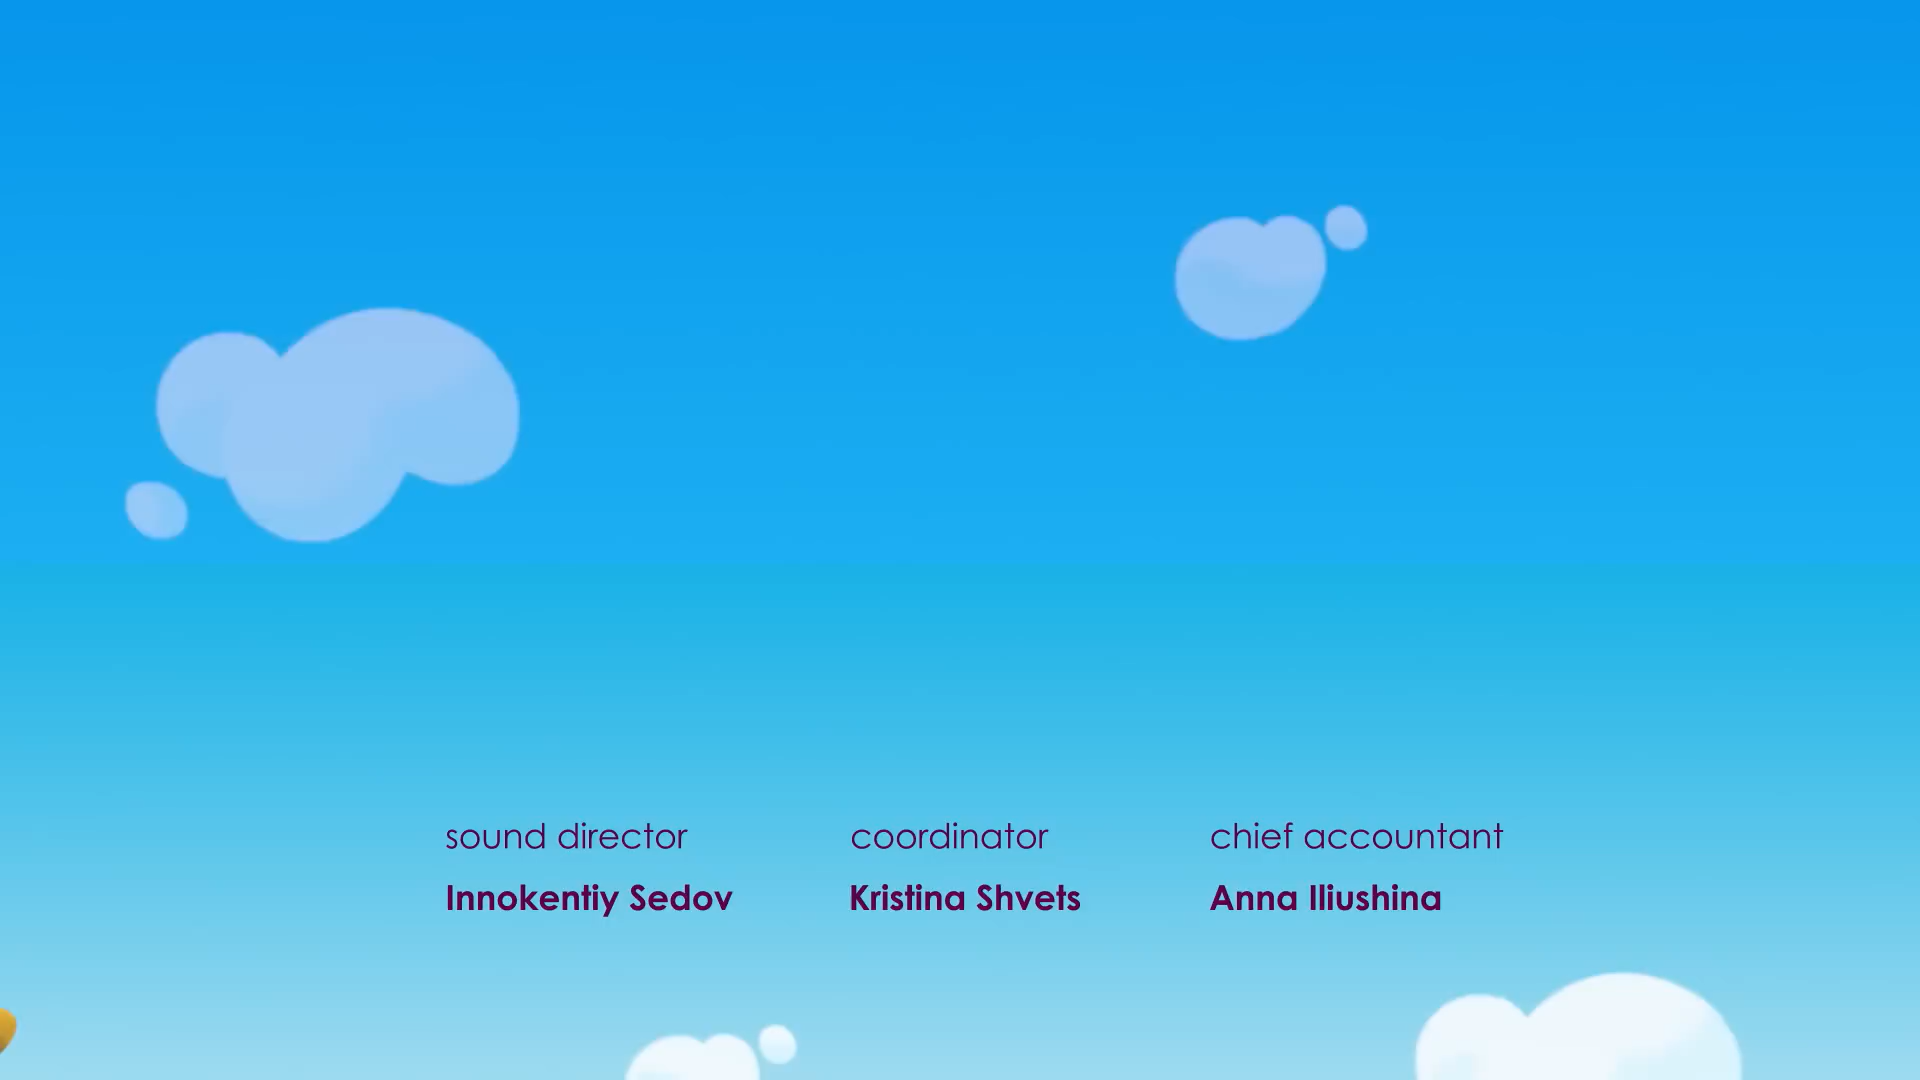 sound director
Innokentiy Sedov
coordinator
Kristina Shvets
chief accountant
Anna Iliushina